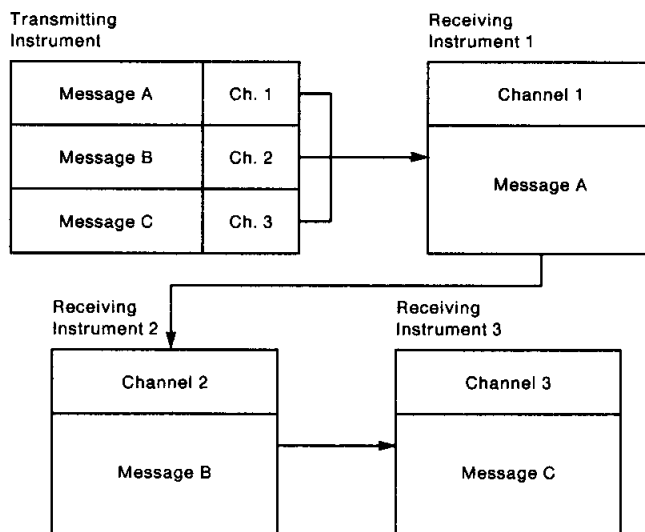 Transmitting
Instrument
Receiving
Instrument 1
Message A
Ch. 1
Message B
Ch. 2
Message C
Ch. 3
Channel 1
Message A
Receiving
Instrument 2
Receiving
Instrument 3
Channel 2
Message B
Channel 3
Message C